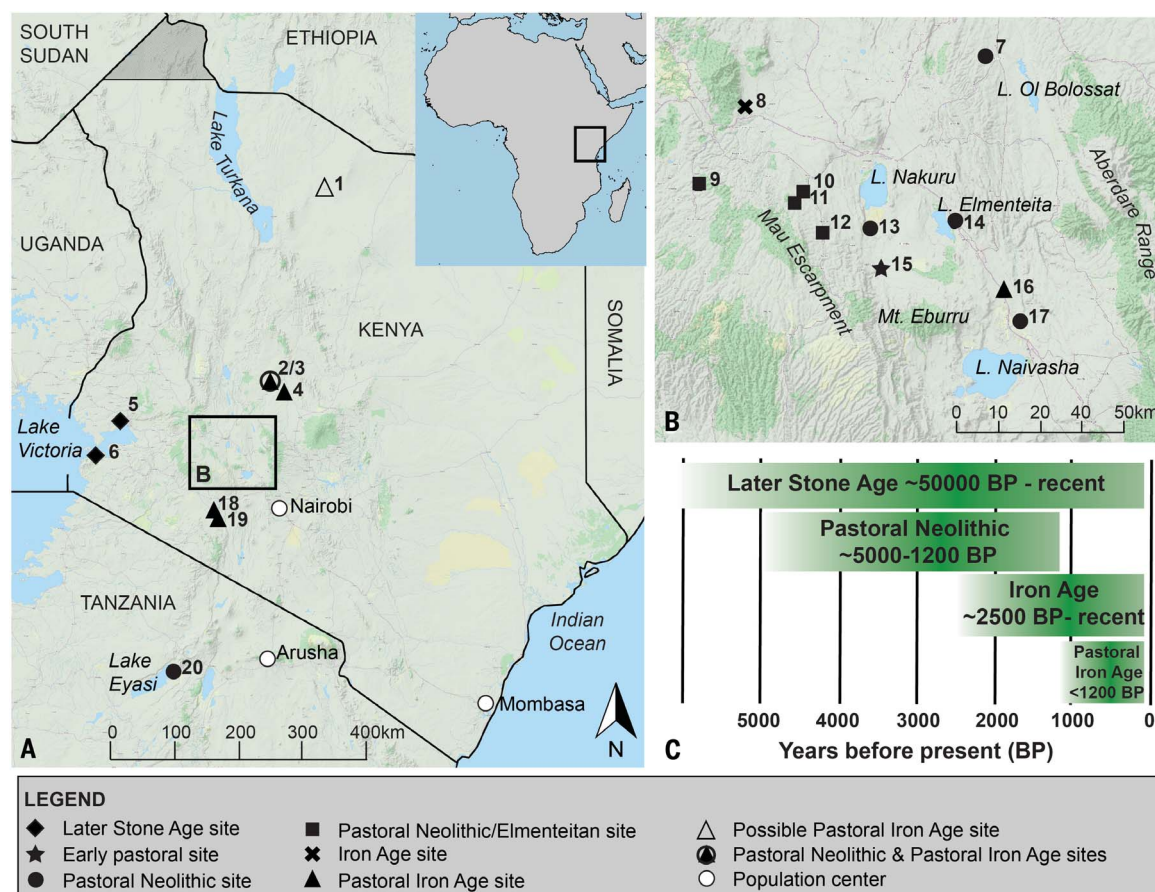 SOUTH
SUDAN
ETHIOPIA
Lake Turkana
1
UGANDA
KENYA
SOMALIA
2/3
4
5
Lake
Victoria
6
B
18
19
Nairobi
TANZANIA
Indian
Ocean
Lake
Eyasi
20
Arusha
Mombasa
0 100 200 300 400km
A
N
7
L. Ol Bolossat
8
Aberdare Range
9
10
11
L. Nakuru
12
13
L. Elmenteita
14
Mau Escarpment
15
16
Mt. Eburru
17
L. Naivasha
0 10 20 30 50km
B
Later Stone Age ~50000 BP - recent
Pastoral Neolithic
~5000-1200 BP
Iron Age
~2500 BP- recent
Pastoral
Iron Age
<1200 BP
5000 4000 3000 2000 1000 0
C
Years before present (BP)
LEGEND
Later Stone Age site
Early pastoral site
Pastoral Neolithic site
Pastoral Neolithic/Elmenteitan site
Iron Age site
Pastoral Iron Age site
Possible Pastoral Iron Age site
Pastoral Neolithic & Pastoral Iron Age sites
Population center